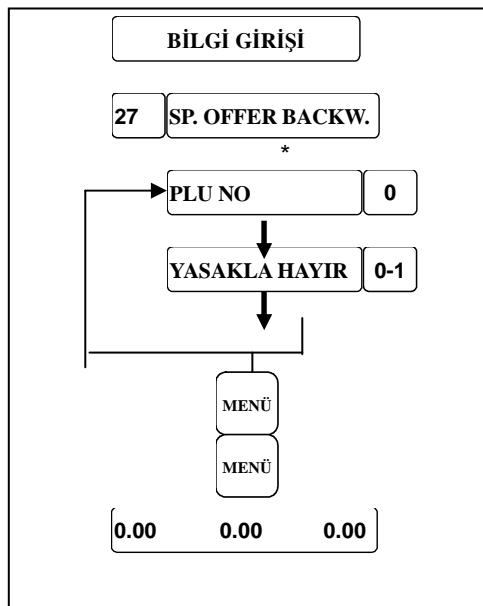 BİLGİ GİRİŞİ
27 SP. OFFER BACKW.
*
PLU NO 0
YASAKLA HAYIR 0-1
MENÜ
MENÜ
0.00 0.00 0.00